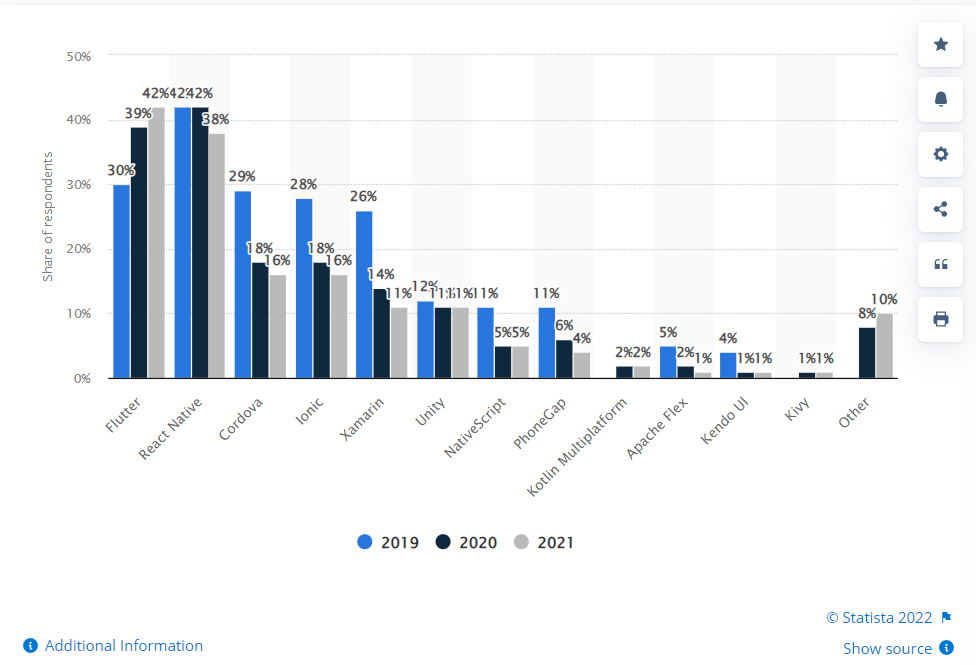 50%
40%
30%
20%
10%
0%
Share of respondents
30% 39% 42%
42% 42% 38%
29% 18% 16%
28% 18% 16%
26% 14% 11%
12% 11% 11%
11% 5% 5%
11% 6% 4%
2% 2%
5% 2% 1%
4% 1% 1%
1% 1%
8% 10%
Flutter
React Native
Cordova
Ionic
Xamarin
Unity
NativeScript
PhoneGap
Kotlin Multiplatform
Apache Flex
Kendo UI
Kivy
Other
2019 2020 2021
© Statista 2022
Additional Information
Show source